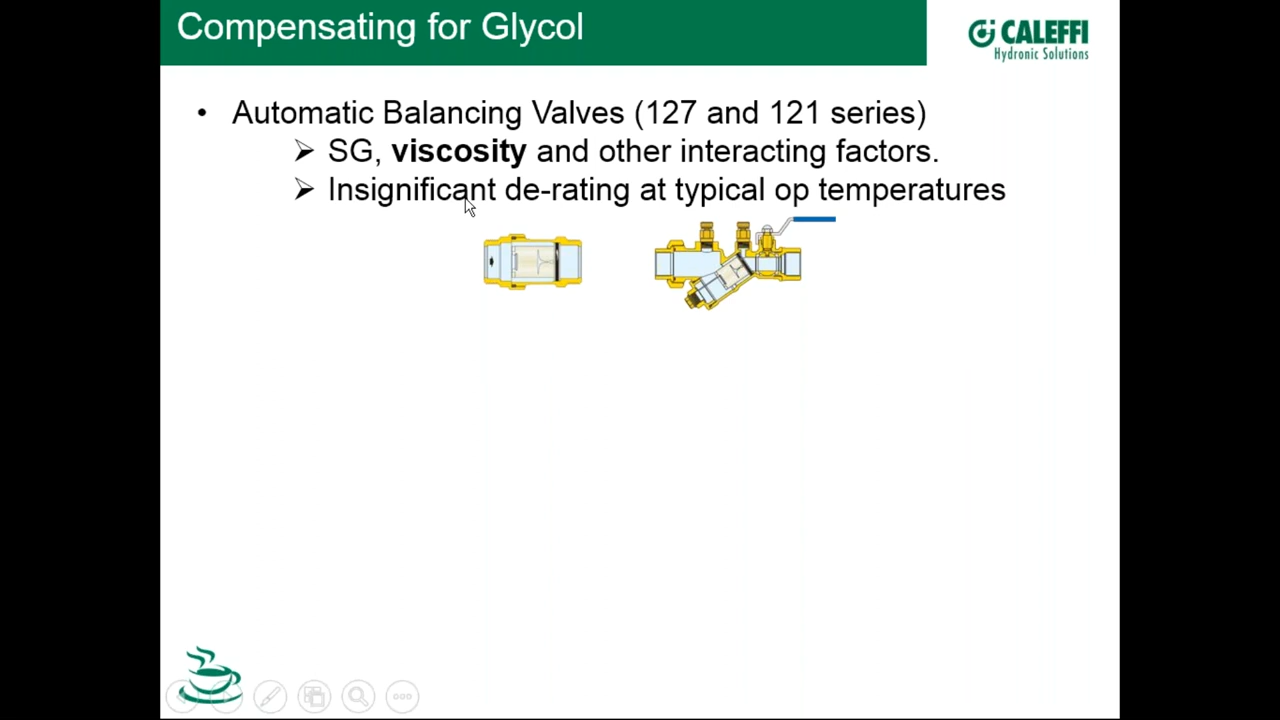 Compensating for Glycol
CALEFFI
Hydronic Solutions
• Automatic Balancing Valves (127 and 121 series)
➢ SG, viscosity and other interacting factors.
➢ Insignificant de-rating at typical op temperatures